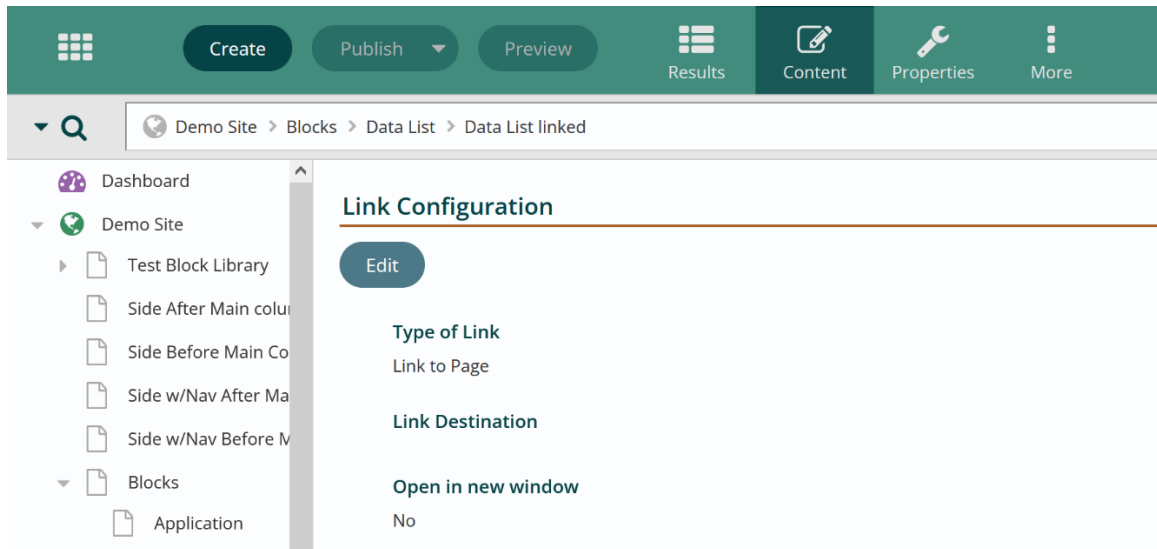 Create
Publish
Preview
Results
Content
Properties
More
Demo Site > Blocks > Data List > Data List linked
Dashboard
Demo Site
Test Block Library
Side After Main colu
Side Before Main Co
Side w/Nav After Ma
Side w/Nav Before M
Blocks
Application
Link Configuration
Edit
Type of Link
Link to Page
Link Destination
Open in new window
No